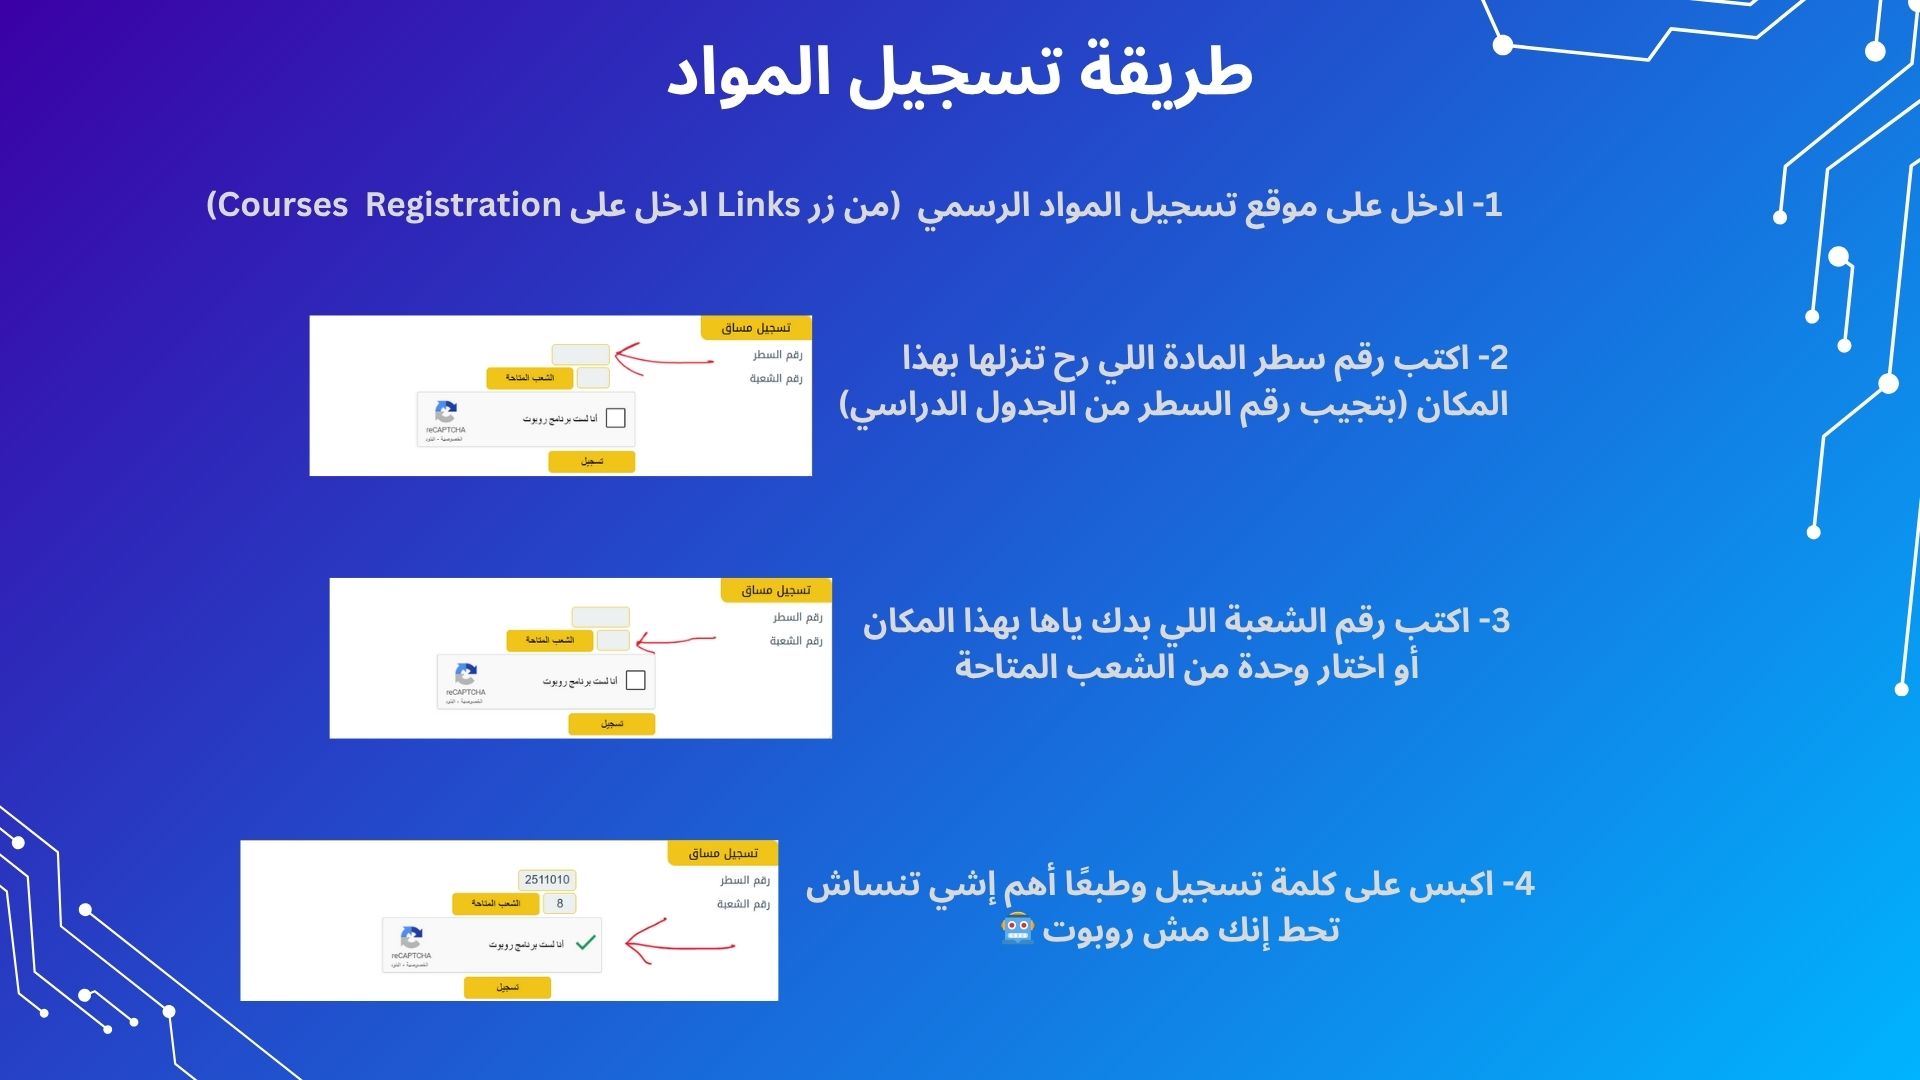 طريقة تسجيل المواد
1- ادخل على موقع تسجيل المواد الرسمي (من زر Links ادخل على Courses Registration)
2- اكتب رقم سطر المادة اللي رح تنزلها بهذا
المكان (بتجيب رقم السطر من الجدول الدراسي)
تسجيل مساق
رقم السطر
رقم الشعبة
الشعب المتاحة
أنا لست برنامج روبوت
reCAPTCHA
الخصوصية - البنود
تسجيل
3- اكتب رقم الشعبة اللي بدك ياها بهذا المكان
أو اختار وحدة من الشعب المتاحة
تسجيل مساق
رقم السطر
رقم الشعبة
الشعب المتاحة
أنا لست برنامج روبوت
reCAPTCHA
الخصوصية - البنود
تسجيل
4- اكبس على كلمة تسجيل وطبعًا أهم إشي تنساش
تحط إنك مش روبوت 🤖
تسجيل مساق
رقم السطر 2511010
رقم الشعبة 8 الشعب المتاحة
أنا لست برنامج روبوت
reCAPTCHA
الخصوصية - البنود
تسجيل